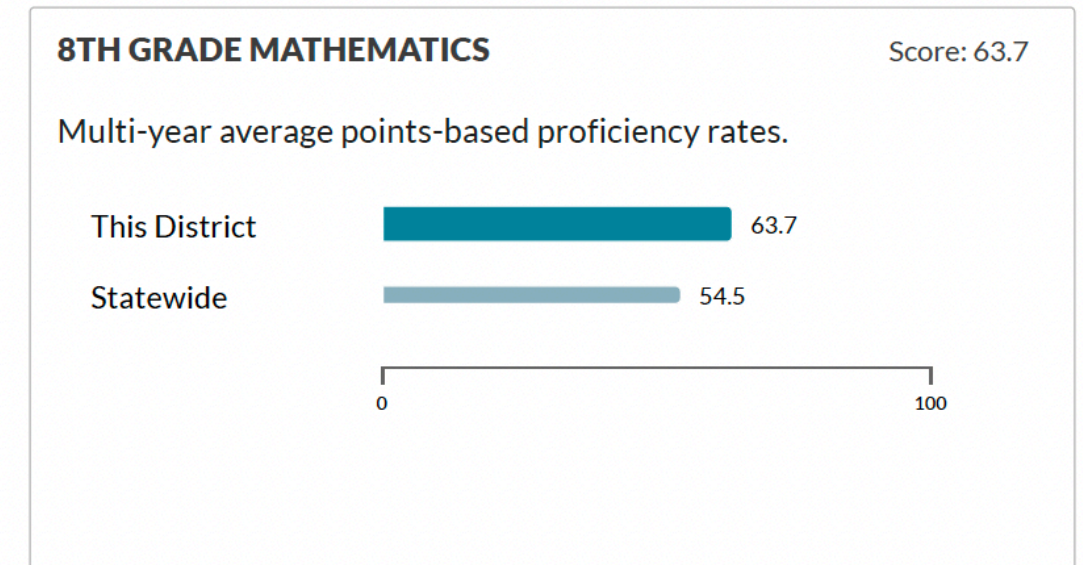 8TH GRADE MATHEMATICS Score: 63.7
Multi-year average points-based proficiency rates.
This District 63.7
Statewide 54.5
0 100